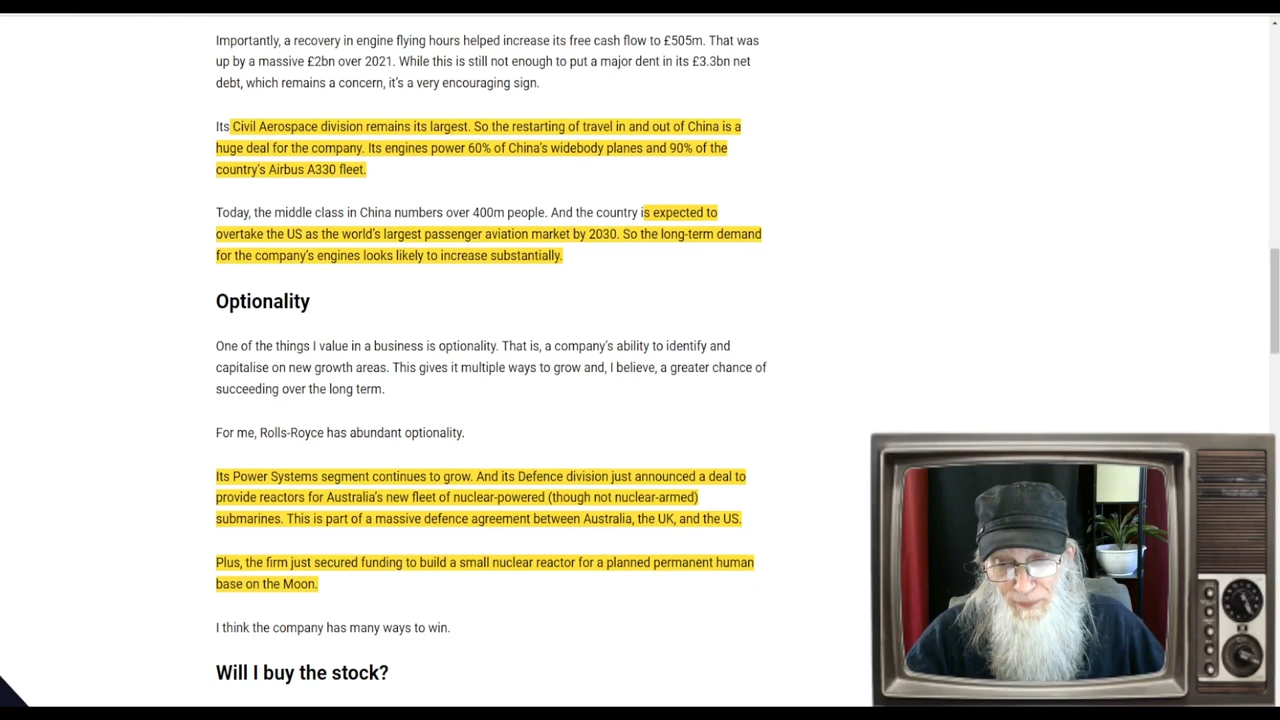 Importantly, a recovery in engine flying hours helped increase its free cash flow to £505m. That was
up by a massive £2bn over 2021. While this is still not enough to put a major dent in its £3.3bn net
debt, which remains a concern, it's a very encouraging sign.
Its Civil Aerospace division remains its largest. So the restarting of travel in and out of China is a
huge deal for the company. Its engines power 60% of China's widebody planes and 90% of the
country's Airbus A330 fleet.
Today, the middle class in China numbers over 400m people. And the country is expected to
overtake the US as the world's largest passenger aviation market by 2030. So the long-term demand
for the company's engines looks likely to increase substantially.
Optionality
One of the things I value in a business is optionality. That is, a company's ability to identify and
capitalise on new growth areas. This gives it multiple ways to grow and, I believe, a greater chance of
succeeding over the long term.
For me, Rolls-Royce has abundant optionality.
Its Power Systems segment continues to grow. And its Defence division just announced a deal to
provide reactors for Australia's new fleet of nuclear-powered (though not nuclear-armed)
submarines. This is part of a massive defence agreement between Australia, the UK, and the US.
Plus, the firm just secured funding to build a small nuclear reactor for a planned permanent human
base on the Moon.
I think the company has many ways to win.
Will I buy the stock?